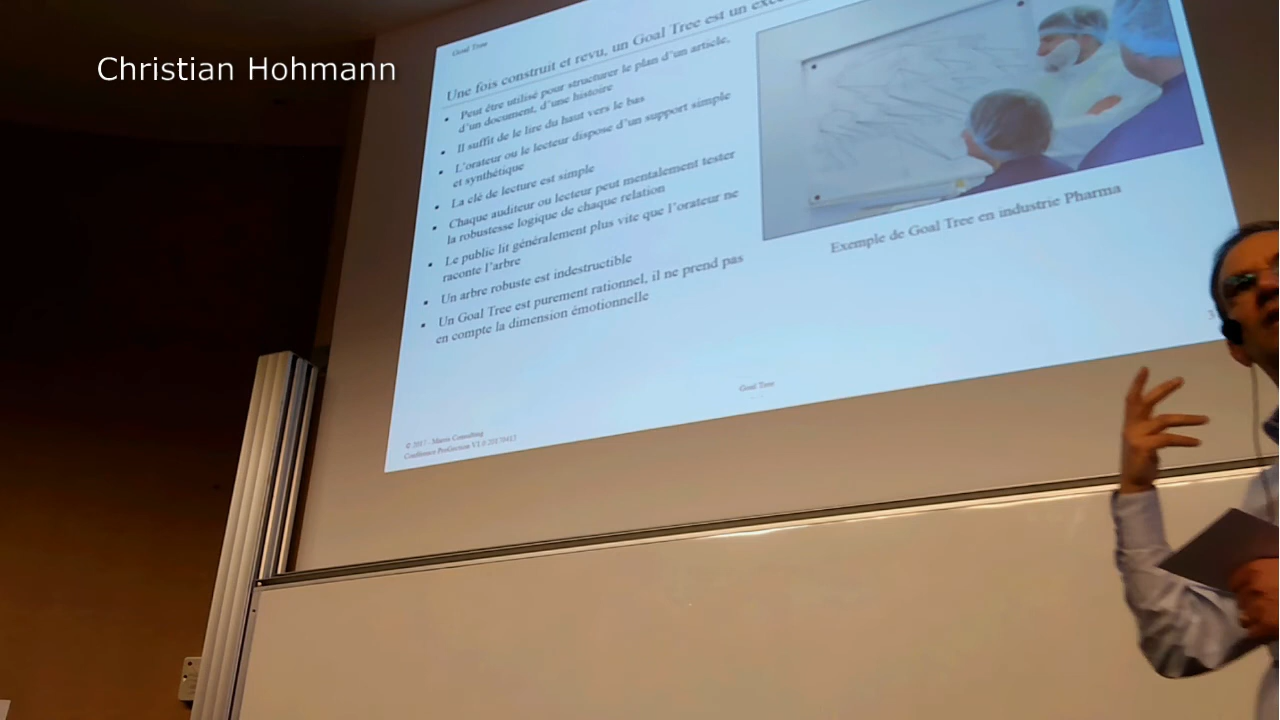 Christian Hohmann
Goal Tree
Une fois construit et revu, un Goal Tree est un
Peut être utilisé pour structurer le plan d'un article,
d'un document, d'une histoire
Il suffit de le lire du haut vers le bas
L'orateur ou le lecteur dispose d'un support simple
et synthétique
La clé de lecture est simple
Chaque auditeur ou lecteur peut mentalement tester
la robustesse logique de chaque relation
Le public lit généralement plus vite que l'orateur ne
raconte l'arbre
Un arbre robuste est indestructible
Un Goal Tree est purement rationnel, il ne prend pas
en compte la dimension émotionnelle
Exemple de Goal Tree en industrie Pharma
Goal Tree
© 2017 - Consulting
Conférence V1.0